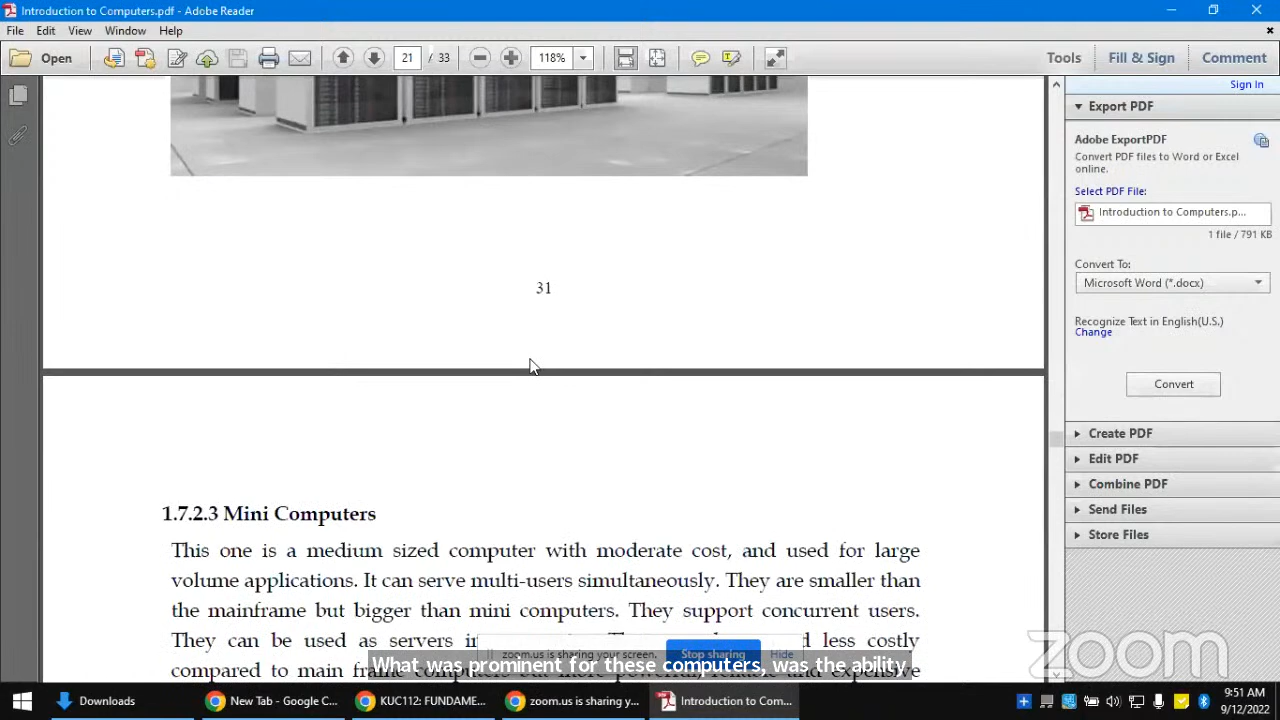 Introduction to Computers.pdf - Adobe Reader
File Edit View Window Help
Open 21 / 33 118% Tools Fill & Sign Comment
Sign In
Export PDF
Adobe ExportPDF
Convert PDF files to Word or Excel
online.
Select PDF File:
Introduction to Computers.p...
1 file / 791 KB
Convert To:
Microsoft Word (*.docx)
Recognize Text in English(U.S.)
Change
Convert
Create PDF
Edit PDF
Combine PDF
Send Files
Store Files
31
1.7.2.3 Mini Computers
This one is a medium sized computer with moderate cost, and used for large
volume applications. It can serve multi-users simultaneously. They are smaller than
the mainframe but bigger than mini computers. They support concurrent users.
They can be used as servers in less costly
compared to main frame computers but more powerful, reliable and expensive
zoom.us is sharing your screen. Stop sharing Hide
What was prominent for these computers, was the ability
zoom
Downloads New Tab - Google C... KUC112: FUNDAME... zoom.us is sharing y... Introduction to Com...
9:51 AM
9/12/2022